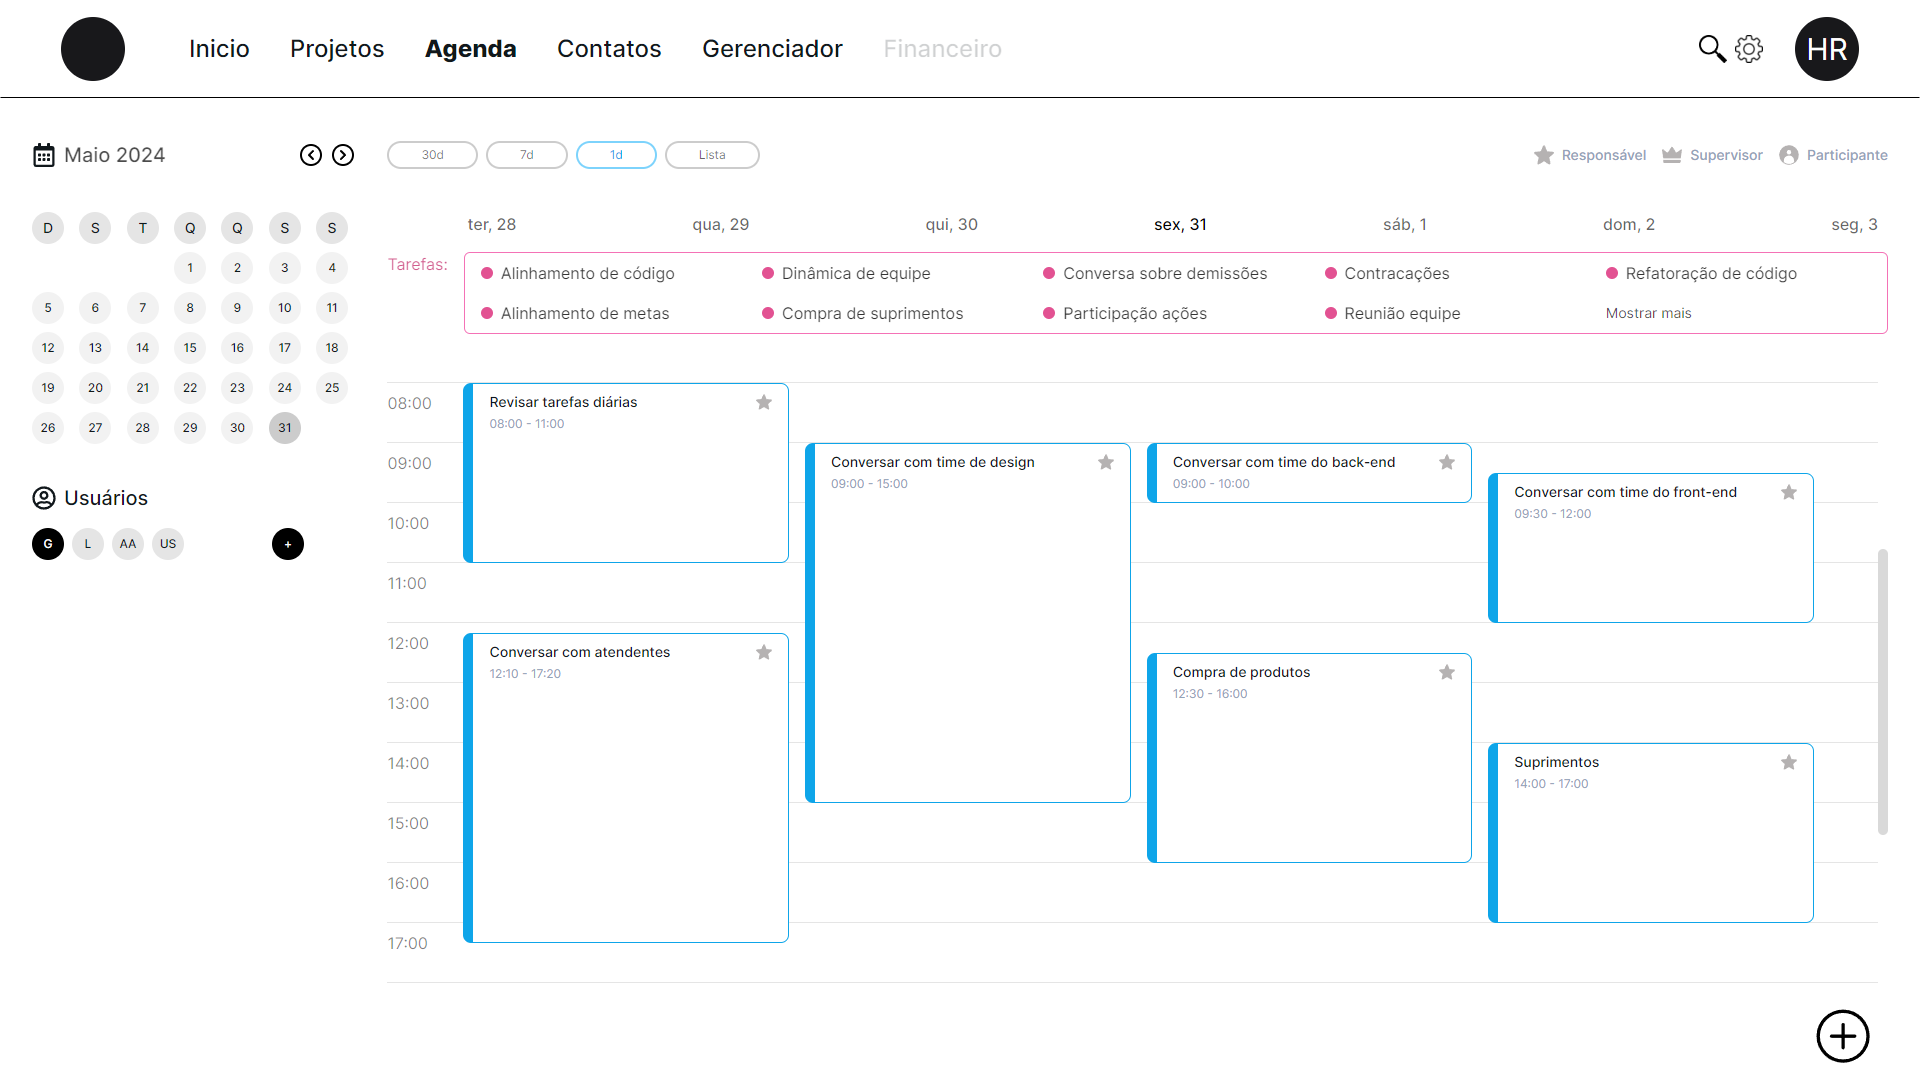 Inicio Projetos Agenda Contatos Gerenciador Financeiro HR
Maio 2024
D S T Q Q S S
1 2 3 4
5 6 7 8 9 10 11
12 13 14 15 16 17 18
19 20 21 22 23 24 25
26 27 28 29 30 31
Usuários
G L AA US +
30d 7d 1d Lista
Responsável Supervisor Participante
ter, 28 qua, 29 qui, 30 sex, 31 sáb, 1 dom, 2 seg, 3
Tarefas:
Alinhamento de código Dinâmica de equipe Conversa sobre demissões Contracações Refatoração de código
Alinhamento de metas Compra de suprimentos Participação ações Reunião equipe Mostrar mais
08:00
09:00
10:00
11:00
12:00
13:00
14:00
15:00
16:00
17:00
Revisar tarefas diárias
08:00 - 11:00
Conversar com atendentes
12:10 - 17:20
Conversar com time de design
09:00 - 15:00
Conversar com time do back-end
09:00 - 10:00
Compra de produtos
12:30 - 16:00
Conversar com time do front-end
09:30 - 12:00
Suprimentos
14:00 - 17:00